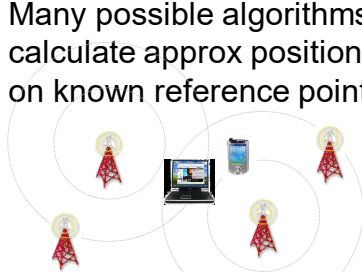 Many possible algorithms
calculate approx position
on known reference point